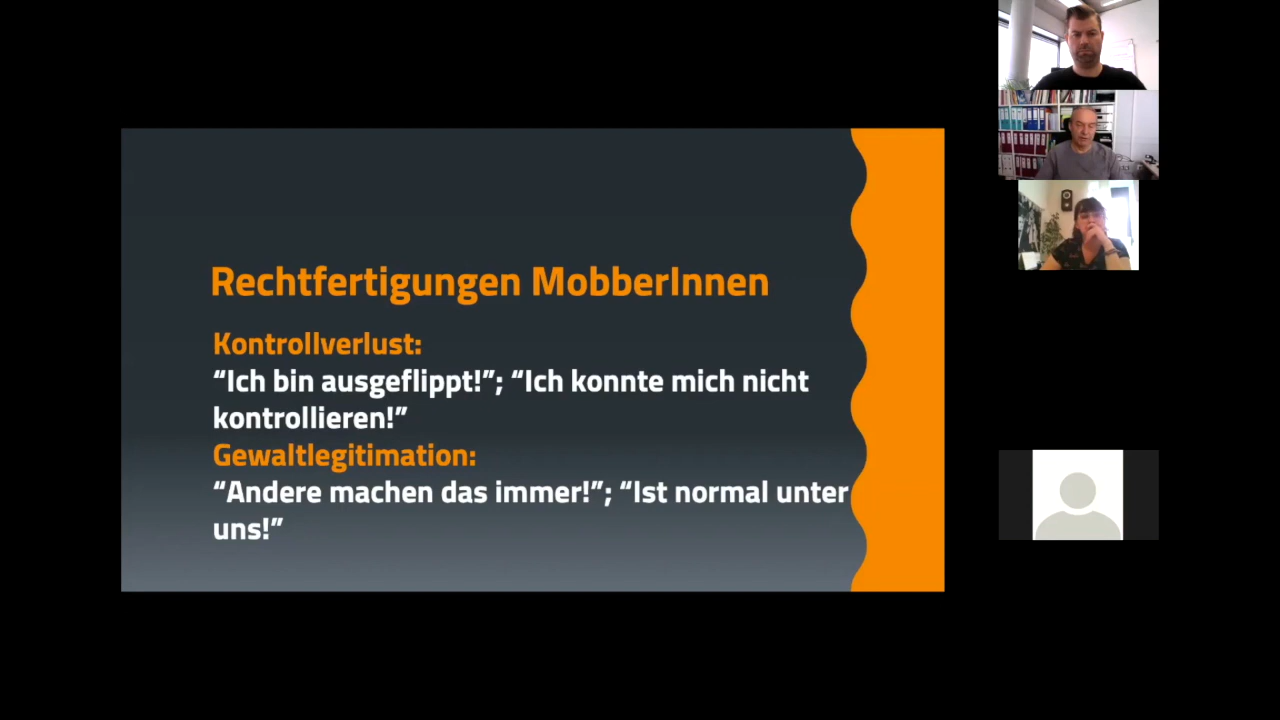 Rechtfertigungen MobberInnen
Kontrollverlust:
“Ich bin ausgeflippt!”; “Ich konnte mich nicht
kontrollieren!”
Gewaltlegitimation:
“Andere machen das immer!”; “Ist normal unter
uns!”